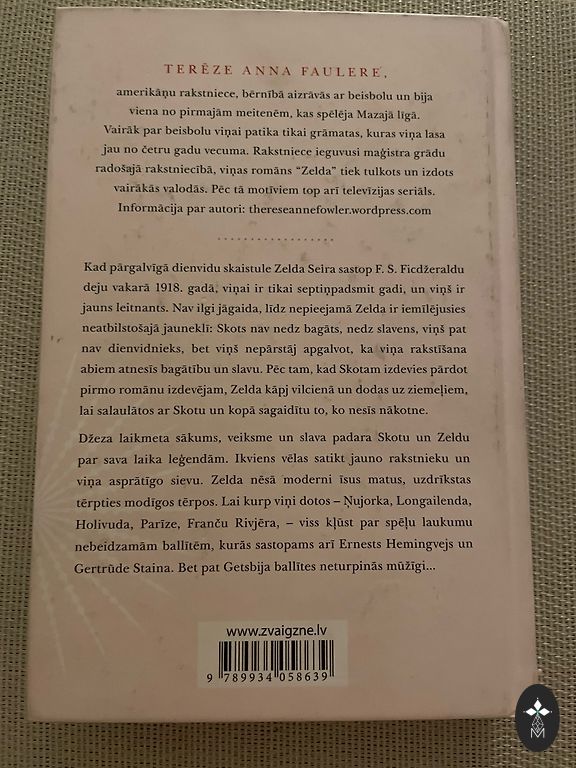 TERĒZE ANNA FAULERE,
amerikāņu rakstniece, bērnībā aizrāvās ar beisbolu un bija
viena no pirmajām meitenēm, kas spēlēja Mazajā līgā.
Vairāk par beisbolu viņai patika tikai grāmatas, kuras viņa lasa
jau no četru gadu vecuma. Rakstniece ieguvusi maģistra grādu
radošajā rakstniecībā, viņas romāns “Zelda” tiek tulkots un izdots
vairākās valodās. Pēc tā motīviem top arī televīzijas seriāls.
Informācija par autori: thereseannefowler.wordpress.com
Kad pārgalvīgā dienvidu skaistule Zelda Seira sastop F. S. Ficdžeraldu
deju vakarā 1918. gadā, viņai ir tikai septiņpadsmit gadi, un viņš ir
jauns leitnants. Nav ilgi jāgaida, līdz nepieejamā Zelda ir iemīlējusies
neatbilstošajā jauneklī: Skots nav nedz bagāts, nedz slavens, viņš pat
nav dienvidnieks, bet viņš nepārstāj apgalvot, ka viņa rakstīšana
abiem atnesīs bagātību un slavu. Pēc tam, kad Skotam izdevies pārdot
pirmo romānu izdevējam, Zelda kāpj vilcienā un dodas uz ziemeļiem,
lai salaulātos ar Skotu un kopā sagaidītu to, ko nesīs nākotne.
Džeza laikmeta sākums, veiksme un slava padara Skotu un Zeldu
par sava laika leģendām. Ikviens vēlas satikt jauno rakstnieku un
viņa asprātīgo sievu. Zelda nēsā moderni īsus matus, uzdrīkstas
tērpties modīgos tērpos. Lai kurp viņi dotos – Ņujorka, Longailenda,
Holivuda, Parīze, Franču Rivjēra, – viss kļūst par spēļu laukumu
nebeidzamām ballītēm, kurās sastopams arī Ernests Hemingvejs un
Gertrūde Staina. Bet pat Getsbija ballītes neturpinās mūžīgi...
www.zvaigzne.lv
9 789934 058639
M